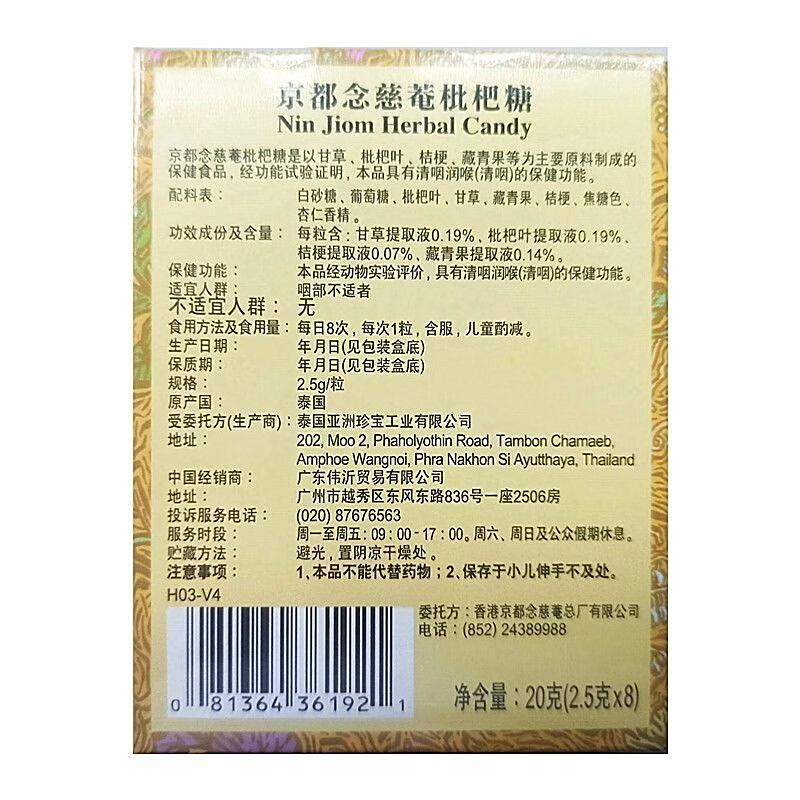 京都念慈菴枇杷糖
Nin Jiom Herbal Candy
京都念慈菴枇杷糖是以甘草、枇杷叶、桔梗、藏青果等为主要原料制成的
保健食品，经功能试验证明，本品具有清咽润喉(清咽)的保健功能。
配料表： 白砂糖、葡萄糖、枇杷叶、甘草、藏青果、桔梗、焦糖色、
杏仁香精。
功效成份及含量： 每粒含：甘草提取液0.19%、枇杷叶提取液0.19%、
桔梗提取液0.07%、藏青果提取液0.14%。
保健功能： 本品经动物实验评价，具有清咽润喉(清咽)的保健功能。
适宜人群： 咽部不适者
不适宜人群： 无
食用方法及食用量： 每日8次，每次1粒，含服，儿童酌减。
生产日期： 年月日(见包装盒底)
保质期： 年月日(见包装盒底)
规格： 2.5g/粒
原产国： 泰国
受委托方(生产商)： 泰国亚洲珍宝工业有限公司
地址： 202, Moo 2, Phaholyothin Road, Tambon Chamaeb,
Amphoe Wangnoi, Phra Nakhon Si Ayutthaya, Thailand
中国经销商： 广东伟沂贸易有限公司
地址： 广州市越秀区东风东路836号一座2506房
投诉服务电话： (020) 87676563
服务时段： 周一至周五：09：00－17：00。周六、周日及公众假期休息。
贮藏方法： 避光，置阴凉干燥处。
注意事项： 1、本品不能代替药物；2、保存于小儿伸手不及处。
H03-V4
委托方：香港京都念慈菴总厂有限公司
电话：(852) 24389988
0 81364 36192 1
净含量：20克(2.5克x8)